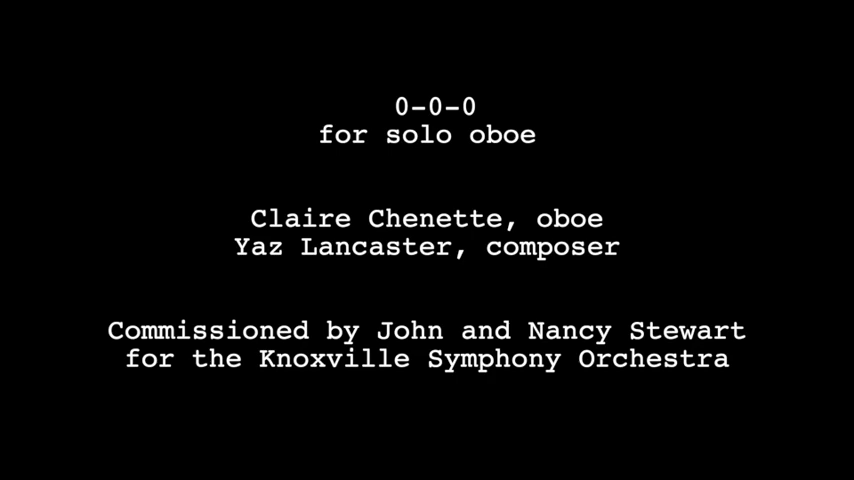 0-0-0
for solo oboe
Claire Chenette, oboe
Yaz Lancaster, composer
Commissioned by John and Nancy Stewart
for the Knoxville Symphony Orchestra